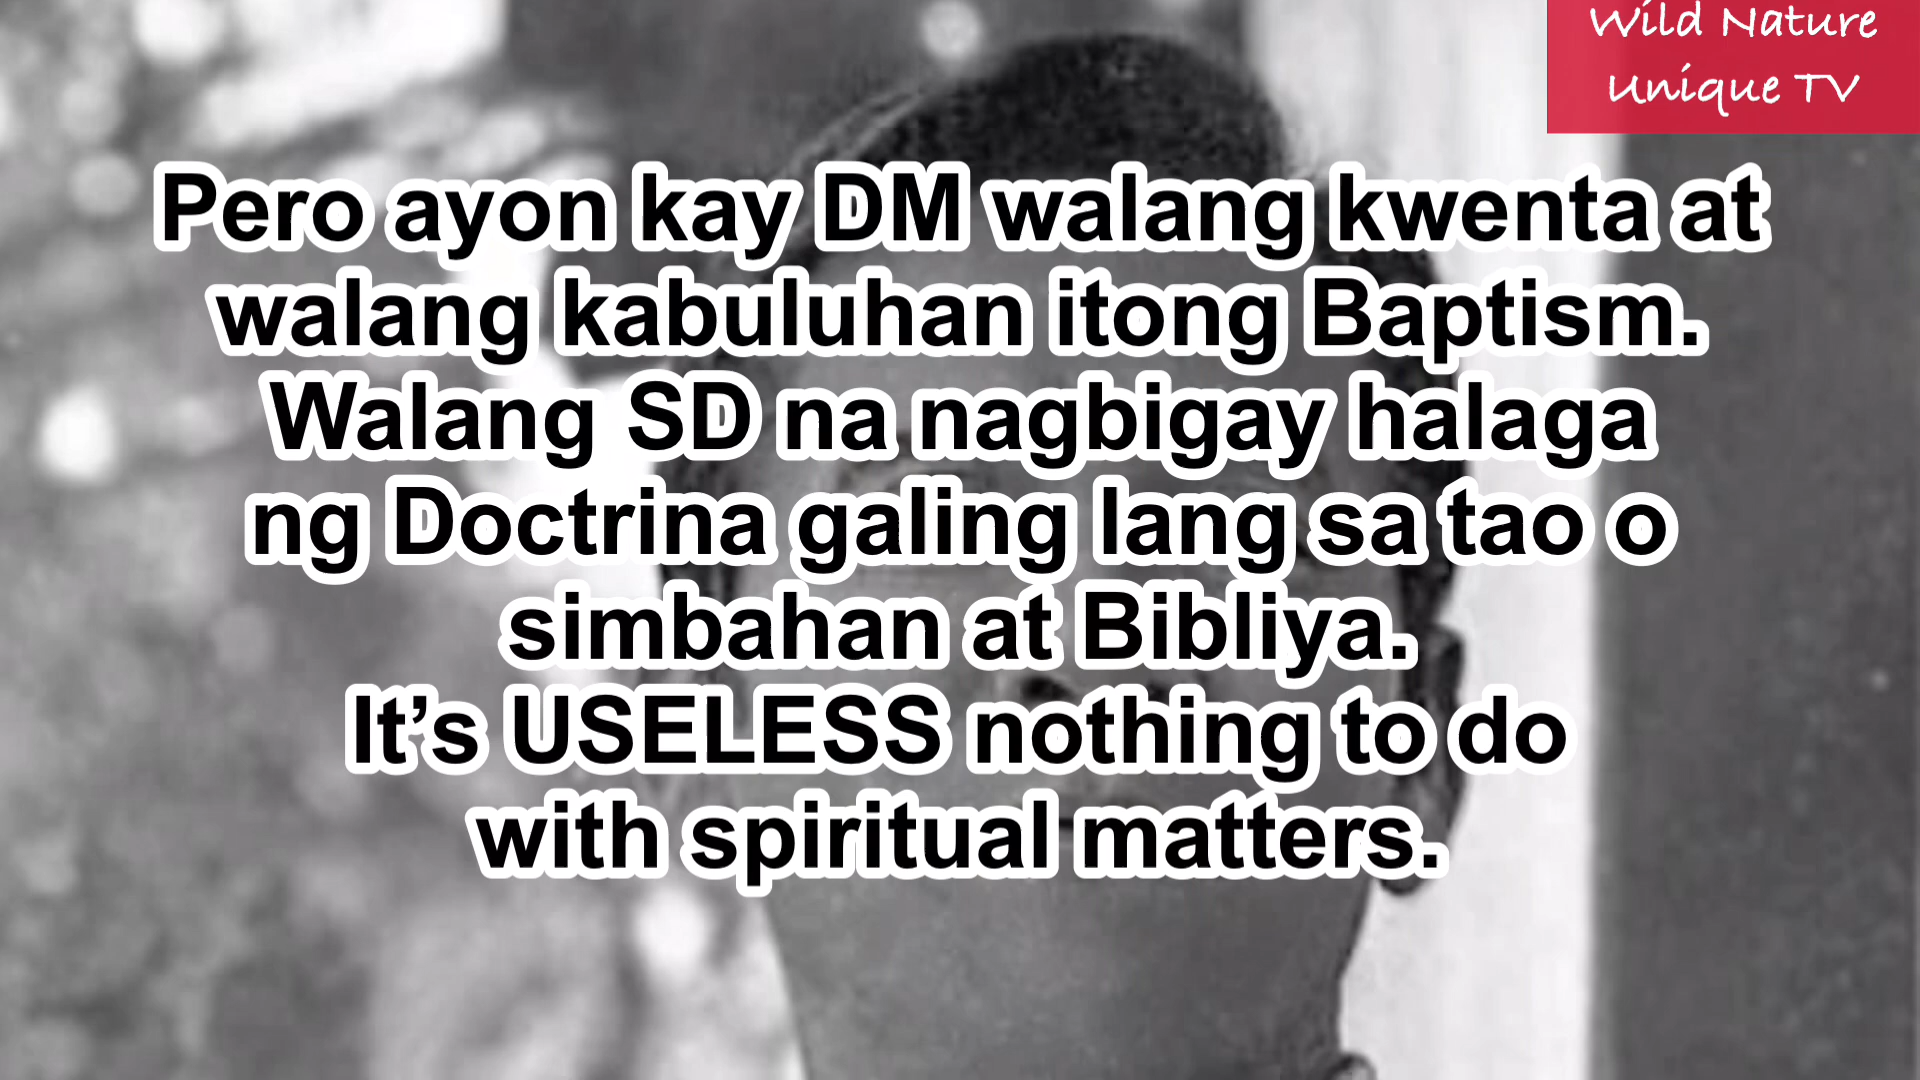 Wild Nature
Unique TV
Pero ayon kay DM walang kwenta at
walang kabuluhan itong Baptism.
Walang SD na nagbigay halaga
ng Doctrina galing lang sa tao o
simbahan at Bibliya.
It’s USELESS nothing to do
with spiritual matters.